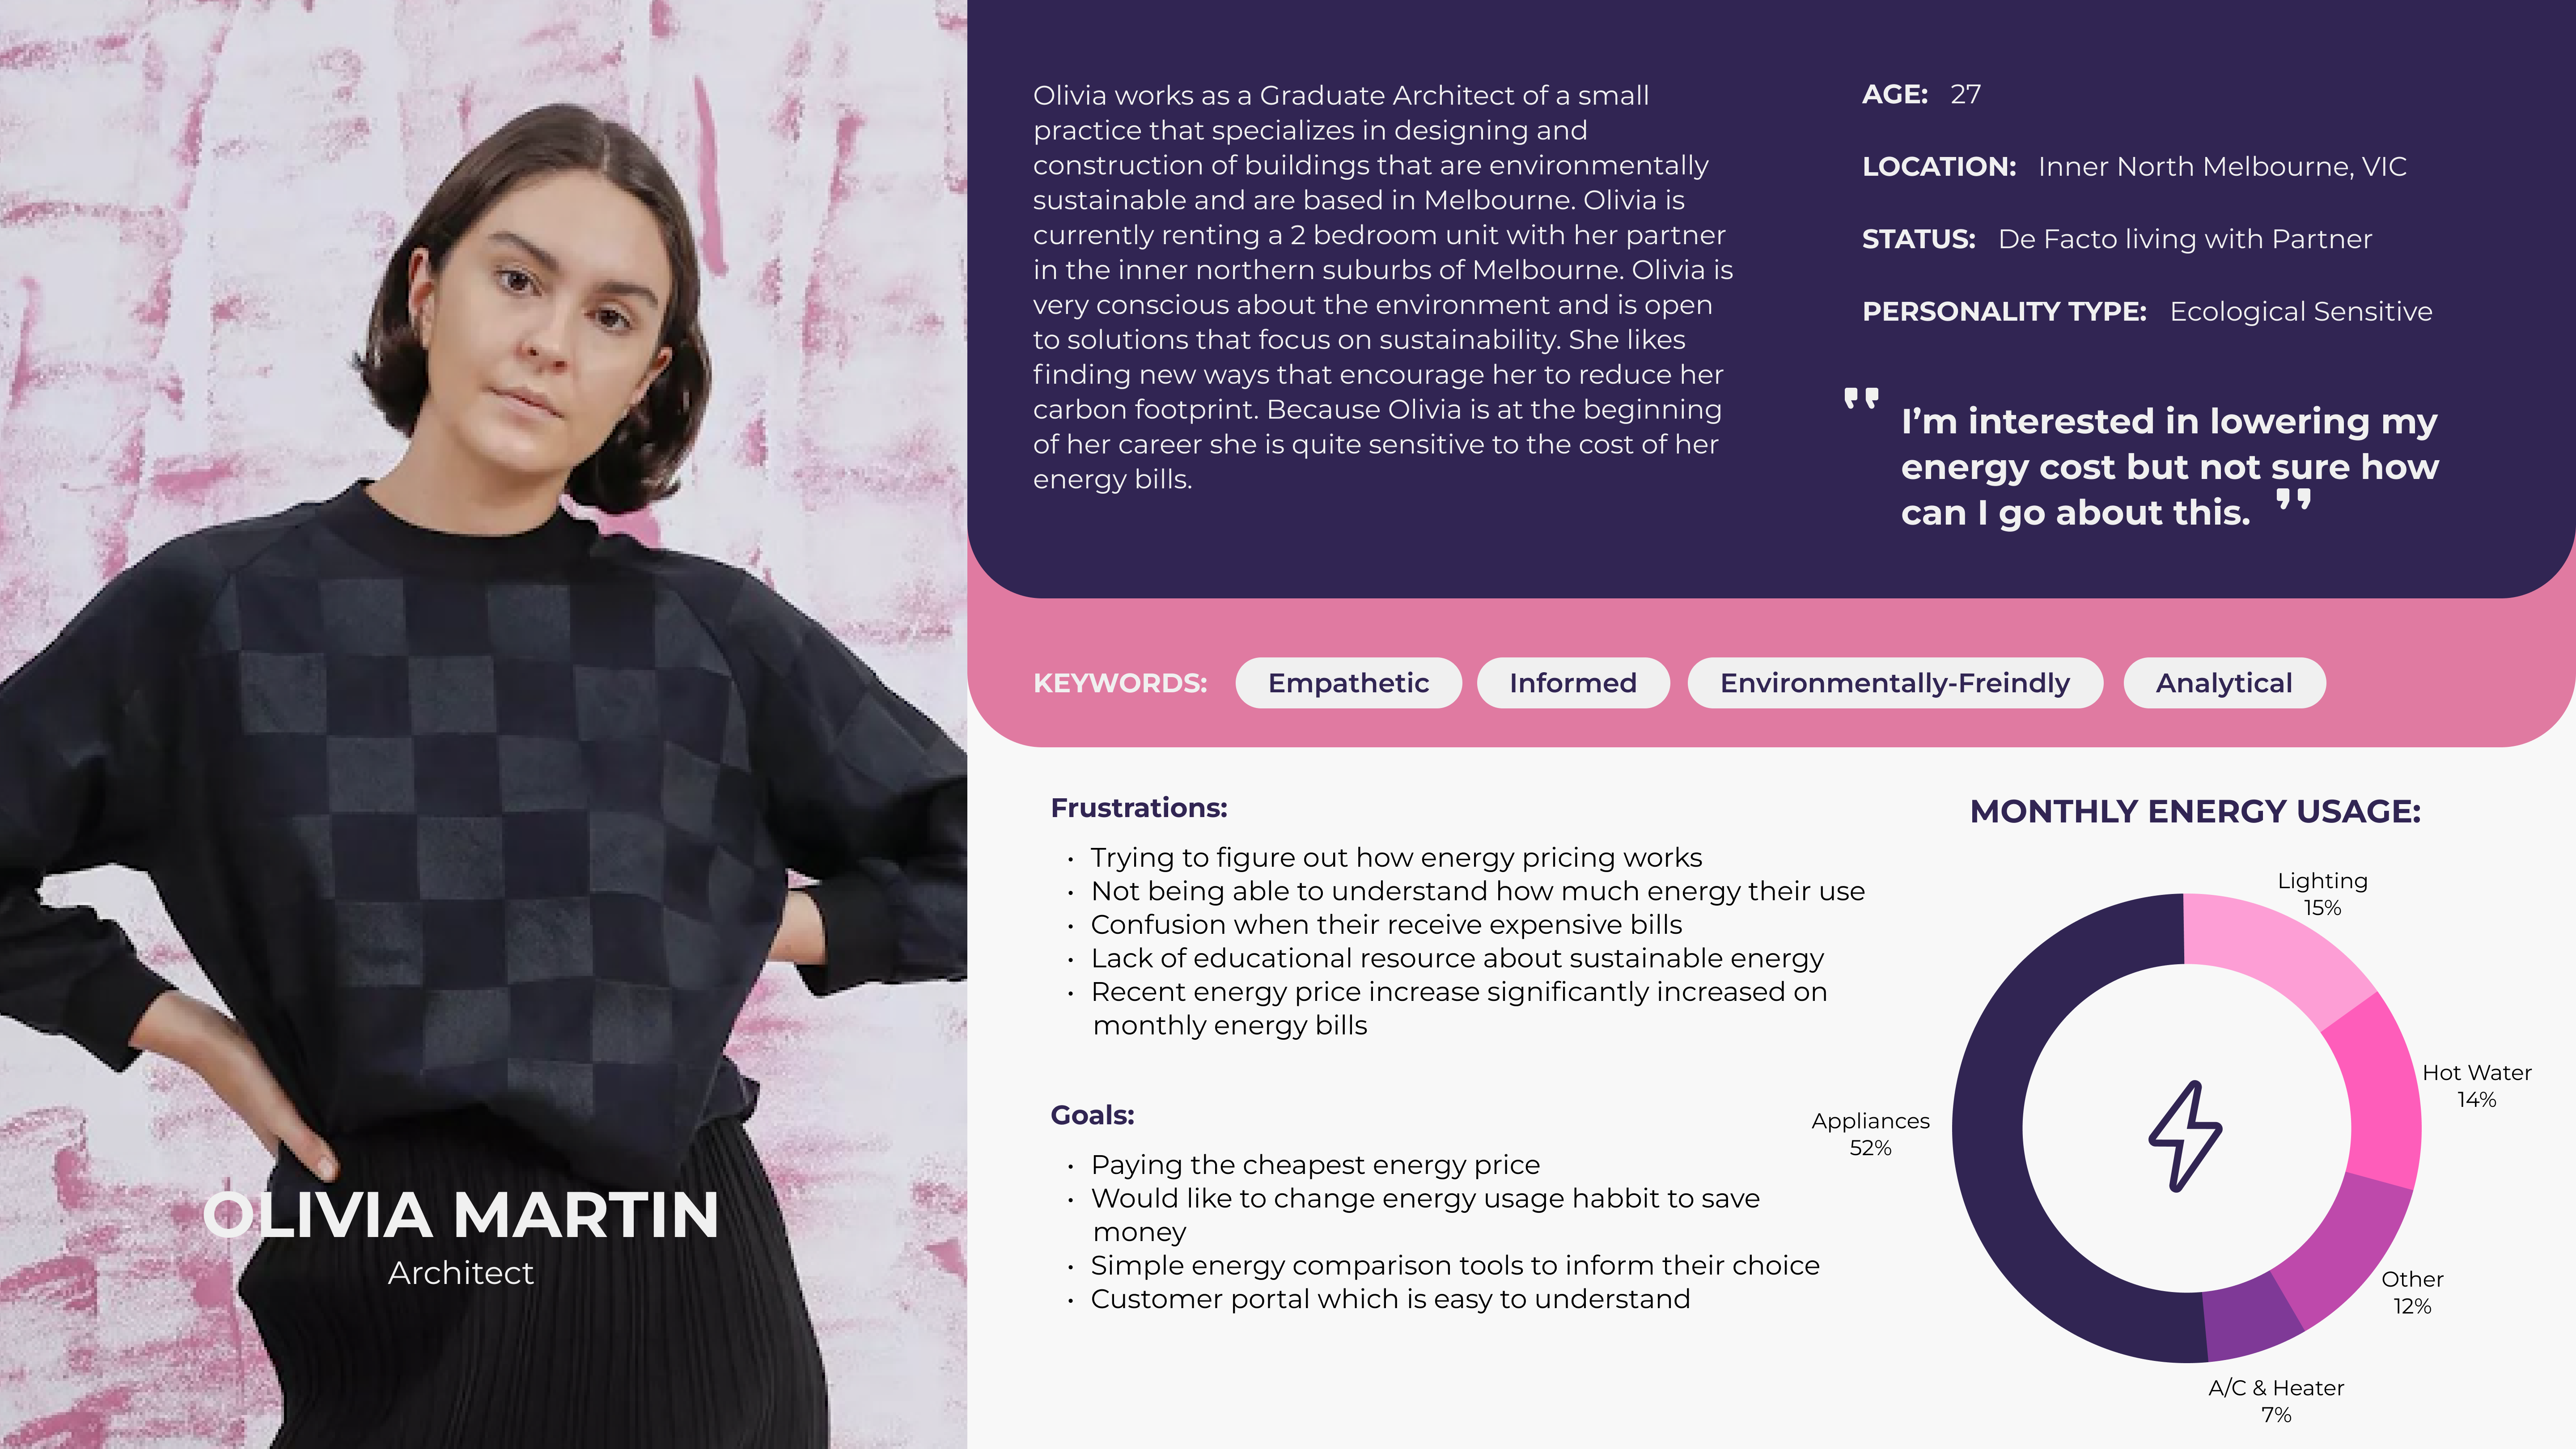 Olivia works as a Graduate Architect of a small
practice that specializes in designing and
construction of buildings that are environmentally
sustainable and are based in Melbourne. Olivia is
currently renting a 2 bedroom unit with her partner
in the inner northern suburbs of Melbourne. Olivia is
very conscious about the environment and is open
to solutions that focus on sustainability. She likes
finding new ways that encourage her to reduce her
carbon footprint. Because Olivia is at the beginning
of her career she is quite sensitive to the cost of her
energy bills.
AGE: 27
LOCATION: Inner North Melbourne, VIC
STATUS: De Facto living with Partner
PERSONALITY TYPE: Ecological Sensitive
" I’m interested in lowering my
energy cost but not sure how
can I go about this. "
KEYWORDS: Empathetic Informed Environmentally-Freindly Analytical
Frustrations:
• Trying to figure out how energy pricing works
• Not being able to understand how much energy their use
• Confusion when their receive expensive bills
• Lack of educational resource about sustainable energy
• Recent energy price increase significantly increased on
monthly energy bills
Goals:
• Paying the cheapest energy price
• Would like to change energy usage habbit to save
money
• Simple energy comparison tools to inform their choice
• Customer portal which is easy to understand
MONTHLY ENERGY USAGE:
Lighting
15%
Hot Water
14%
Appliances
52%
Other
12%
A/C & Heater
7%
OLIVIA MARTIN
Architect